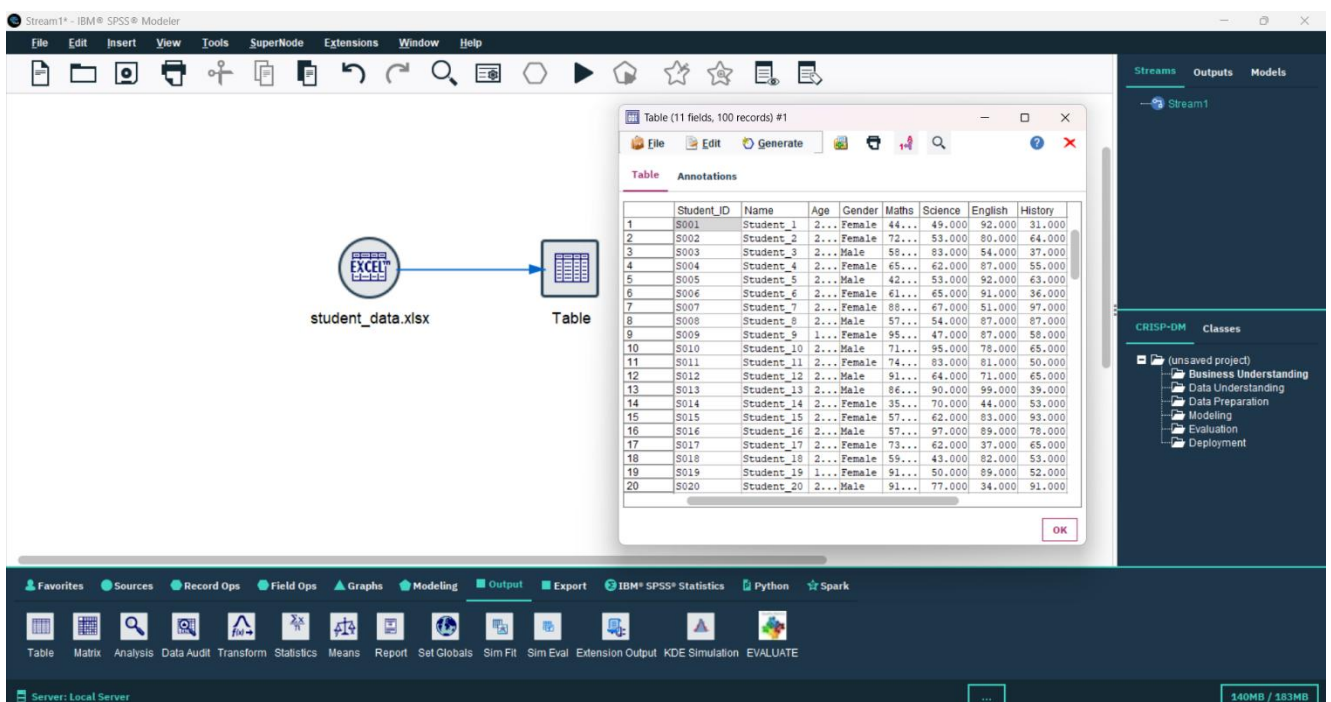 Stream1* - IBM® SPSS® Modeler
File Edit Insert View Tools SuperNode Extensions Window Help
Streams Outputs Models
Stream1
Table (11 fields, 100 records) #1
File Edit Generate
Table Annotations
Student_ID Name Age Gender Maths Science English History
1 S001 Student_1 2... Female 44... 49.000 92.000 31.000
2 S002 Student_2 2... Female 72... 53.000 80.000 64.000
3 S003 Student_3 2... Male 58... 83.000 54.000 37.000
4 S004 Student_4 2... Female 65... 62.000 87.000 55.000
5 S005 Student_5 2... Male 42... 53.000 92.000 63.000
6 S006 Student_6 2... Female 61... 65.000 91.000 36.000
7 S007 Student_7 2... Female 88... 67.000 51.000 97.000
8 S008 Student_8 2... Male 57... 54.000 87.000 87.000
9 S009 Student_9 1... Female 95... 47.000 87.000 58.000
10 S010 Student_10 2... Male 71... 95.000 78.000 65.000
11 S011 Student_11 2... Female 74... 83.000 81.000 50.000
12 S012 Student_12 2... Male 91... 64.000 71.000 65.000
13 S013 Student_13 2... Male 86... 90.000 99.000 39.000
14 S014 Student_14 2... Female 35... 70.000 44.000 53.000
15 S015 Student_15 2... Female 57... 62.000 83.000 93.000
16 S016 Student_16 2... Male 57... 97.000 89.000 78.000
17 S017 Student_17 2... Female 73... 62.000 37.000 65.000
18 S018 Student_18 2... Female 59... 43.000 82.000 53.000
19 S019 Student_19 1... Female 91... 50.000 89.000 52.000
20 S020 Student_20 2... Male 91... 77.000 34.000 91.000
OK
EXCEL™
student_data.xlsx Table
CRISP-DM Classes
(unsaved project)
Business Understanding
Data Understanding
Data Preparation
Modeling
Evaluation
Deployment
Favorites Sources Record Ops Field Ops Graphs Modeling Output Export IBM® SPSS® Statistics Python Spark
Table Matrix Analysis Data Audit Transform Statistics Means Report Set Globals Sim Fit Sim Eval Extension Output KDE Simulation EVALUATE
Server: Local Server ... 140MB / 183MB